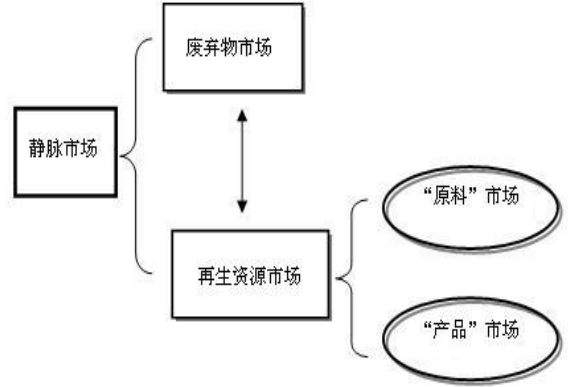 废弃物市场
静脉市场
“原料”市场
再生资源市场
“产品”市场